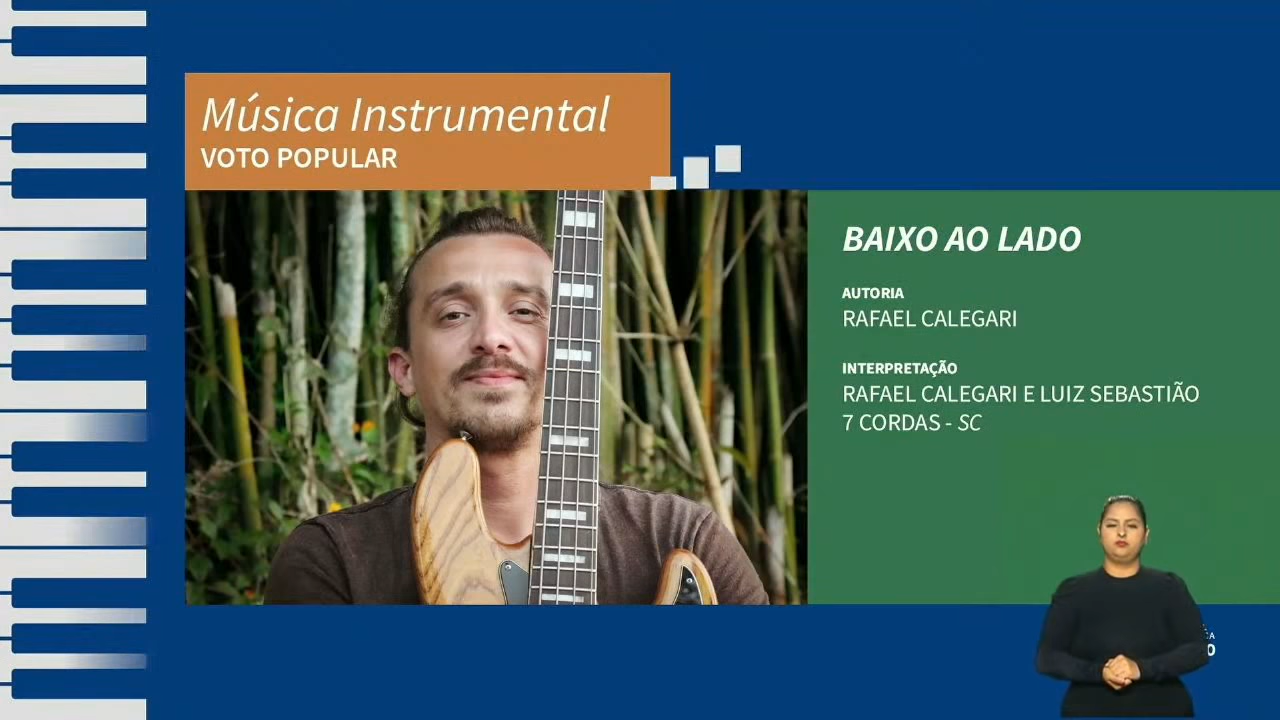 Música Instrumental
VOTO POPULAR
BAIXO AO LADO
AUTORIA
RAFAEL CALEGARI
INTERPRETAÇÃO
RAFAEL CALEGARI E LUIZ SEBASTIÃO
7 CORDAS - SC